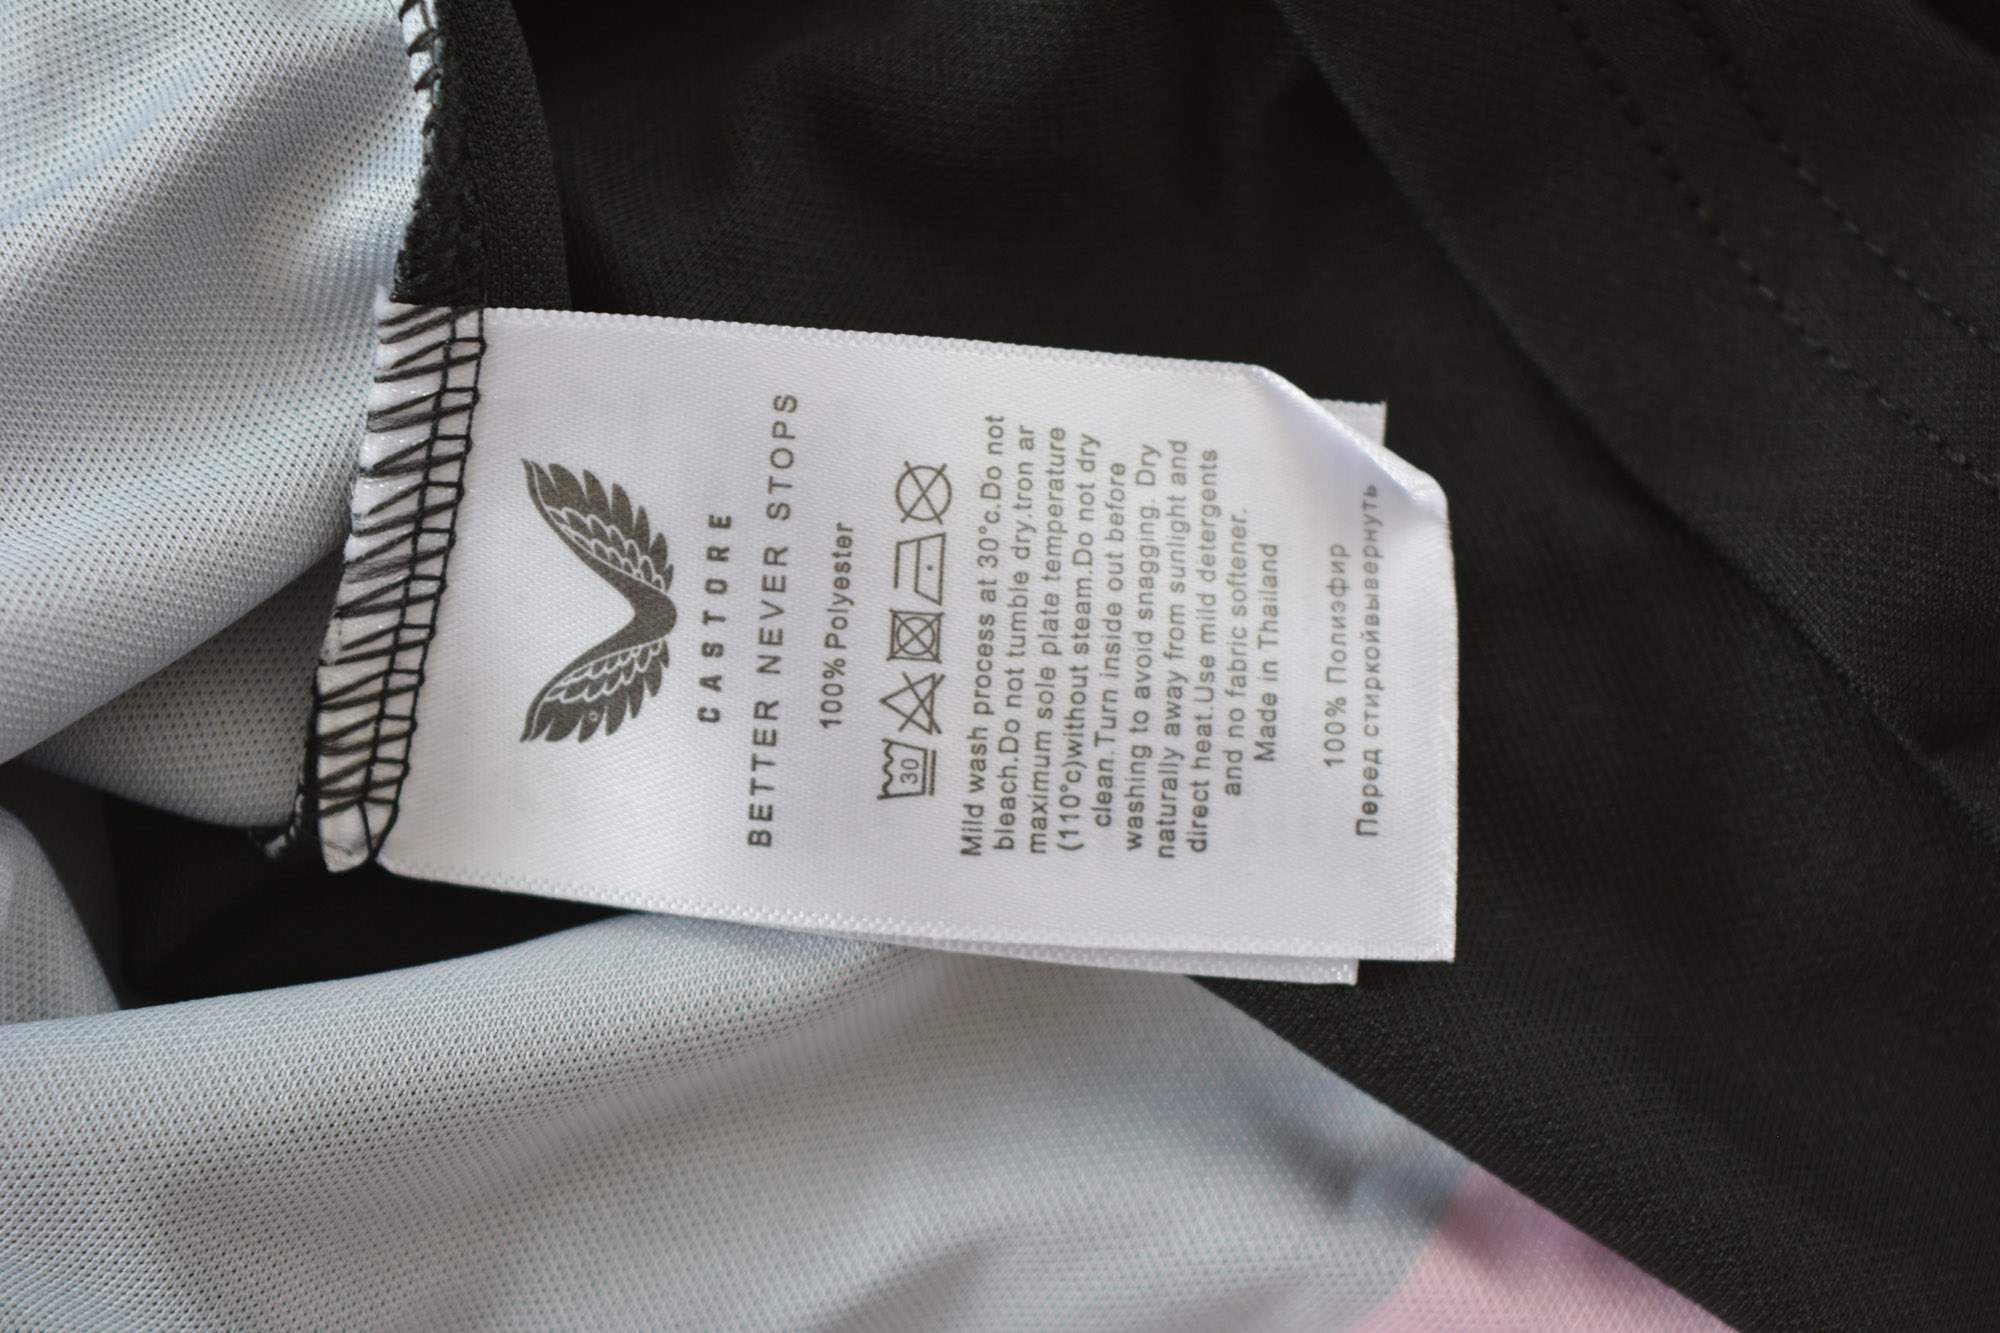 CASTORE
BETTER NEVER STOPS
100% Polyester
30
Mild wash process at 30°c.Do not
bleach.Do not tumble dry.tron ar
maximum sole plate temperature
(110°c)without steam.Do not dry
clean.Turn inside out before
washing to avoid snagging. Dry
naturally away from sunlight and
direct heat.Use mild detergents
and no fabric softener.
Made in Thailand
100% Полиэфир
Перед стиркойвывернуть